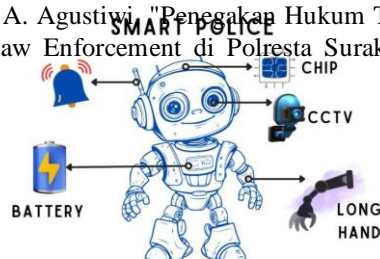 A. Agustiwi, "Penegakan Hukum T
SMART POLICE
aw Enforcement di Polresta Surak
CHIP
CCTV
BATTERY
LONG
HAND